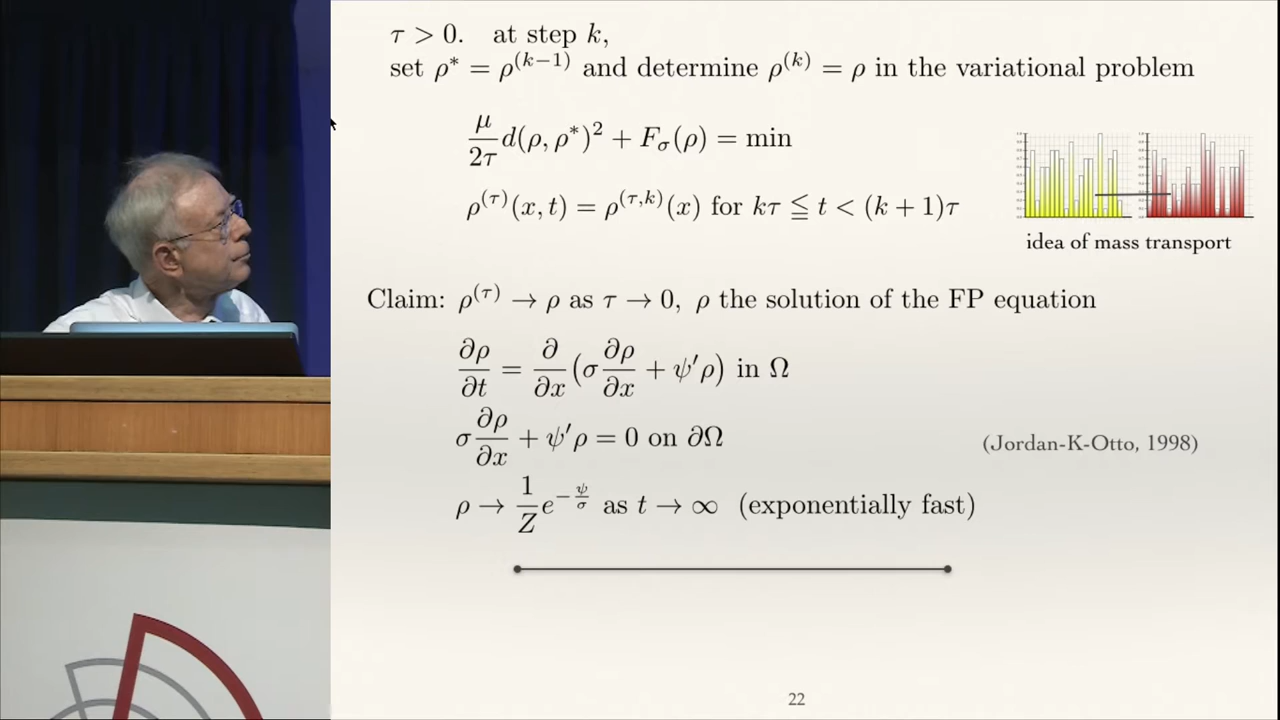 τ > 0. at step k,
set ρ* = ρ^(k−1) and determine ρ^(k) = ρ in the variational problem
μ/2τ d(ρ, ρ*)² + F_σ(ρ) = min
ρ^(τ)(x, t) = ρ^(τ,k)(x) for kτ ≦ t < (k + 1)τ
idea of mass transport
Claim: ρ^(τ) → ρ as τ → 0, ρ the solution of the FP equation
∂ρ/∂t = ∂/∂x (σ ∂ρ/∂x + ψ′ρ) in Ω
σ ∂ρ/∂x + ψ′ρ = 0 on ∂Ω
(Jordan-K-Otto, 1998)
ρ → 1/Z e^(−ψ/σ) as t → ∞ (exponentially fast)
22